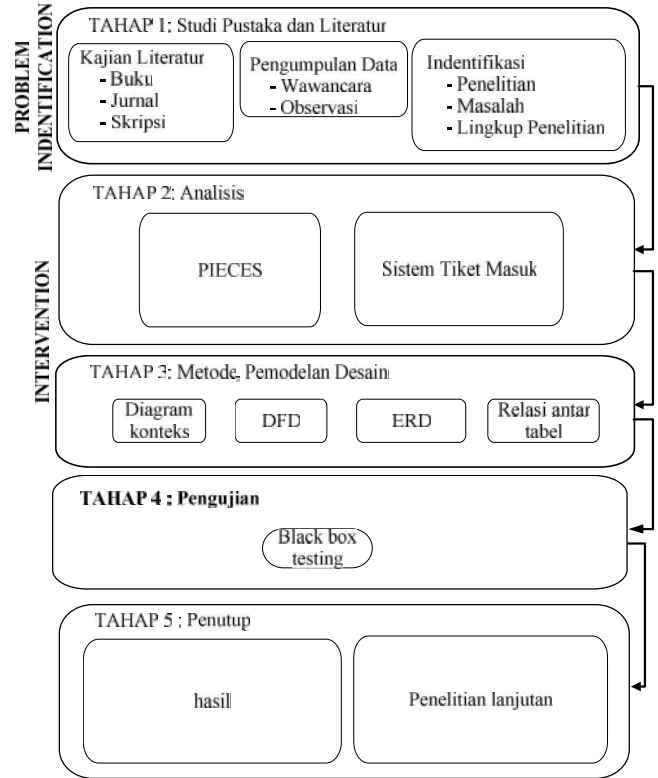 PROBLEM
INDENTIFICATION
TAHAP 1: Studi Pustaka dan Literatur
Kajian Literatur
- Buku
- Jurnal
- Skripsi
Pengumpulan Data
- Wawancara
- Observasi
Indentifikasi
- Penelitian
- Masalah
- Lingkup Penelitian
INTERVENTION
TAHAP 2: Analisis
PIECES
Sistem Tiket Masuk
TAHAP 3: Metode, Pemodelan Desain
Diagram
konteks
DFD
ERD
Relasi antar
tabel
TAHAP 4 : Pengujian
Black box
testing
TAHAP 5 : Penutup
hasil
Penelitian lanjutan